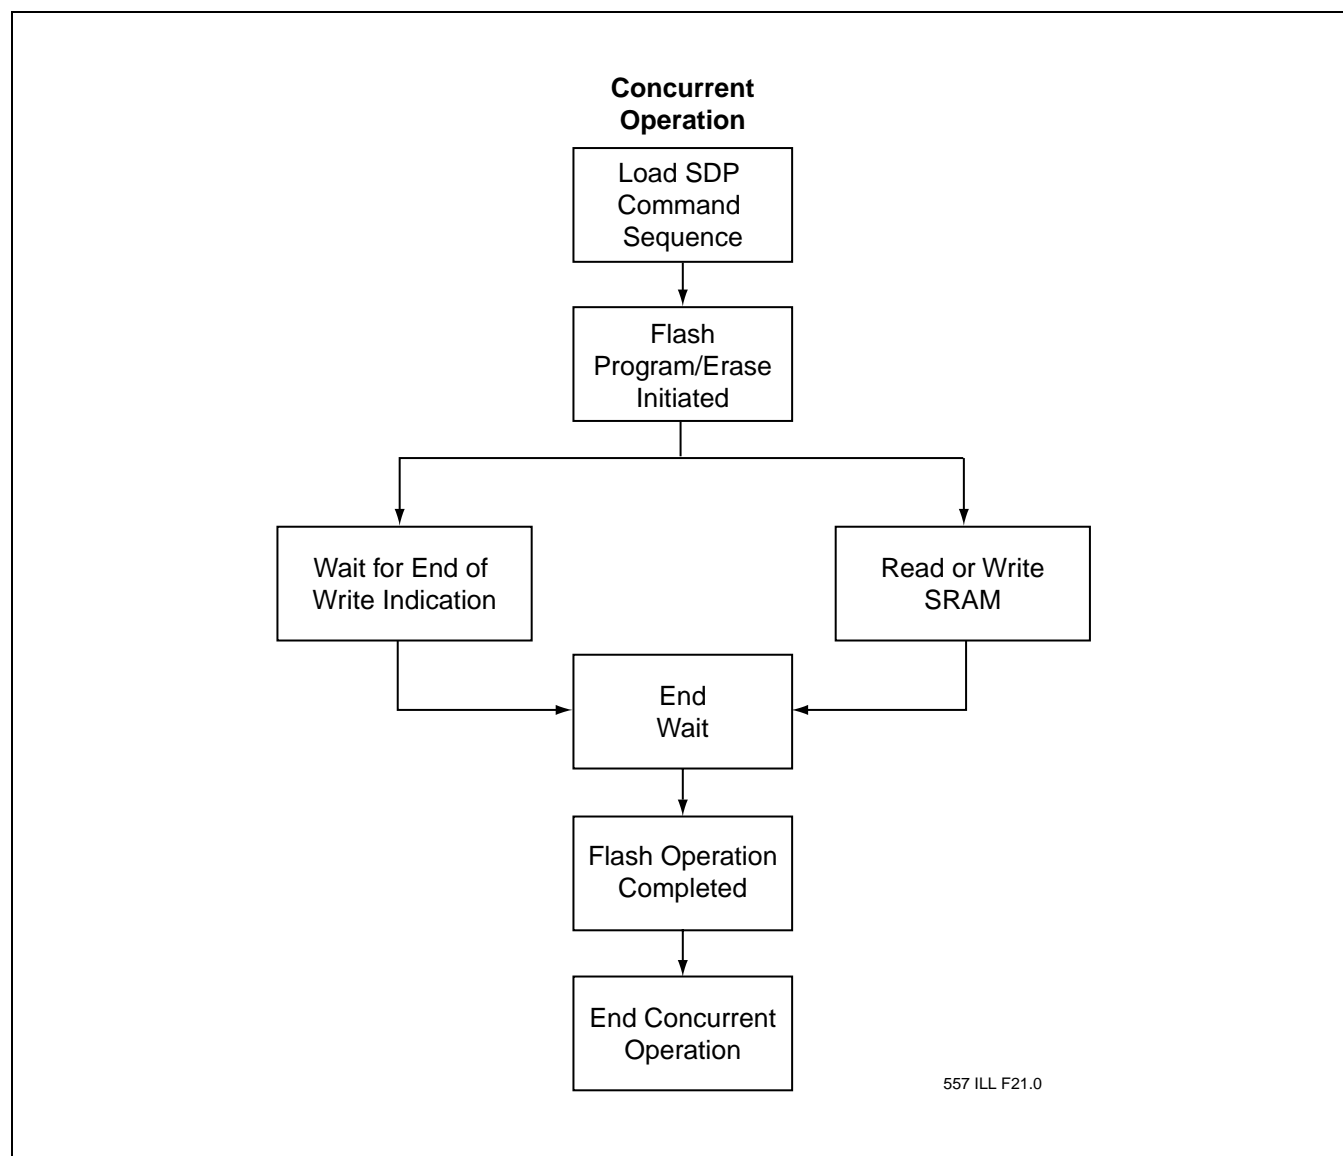 Concurrent
Operation
Load SDP
Command
Sequence
Flash
Program/Erase
Initiated
Wait for End of
Write Indication
Read or Write
SRAM
End
Wait
Flash Operation
Completed
End Concurrent
Operation
557 ILL F21.0